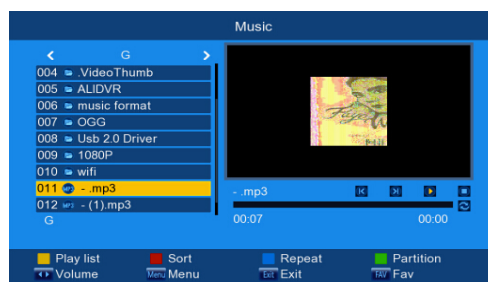 Music
G
004 .VideoThumb
005 ALIDVR
006 music format
007 OGG
008 Usb 2.0 Driver
009 1080P
010 wifi
011 MP3 - .mp3
012 MP3 - (1).mp3
G
- .mp3
00:07 00:00
Play list Sort Repeat Partition
Volume Menu Menu Exit Exit FAV Fav